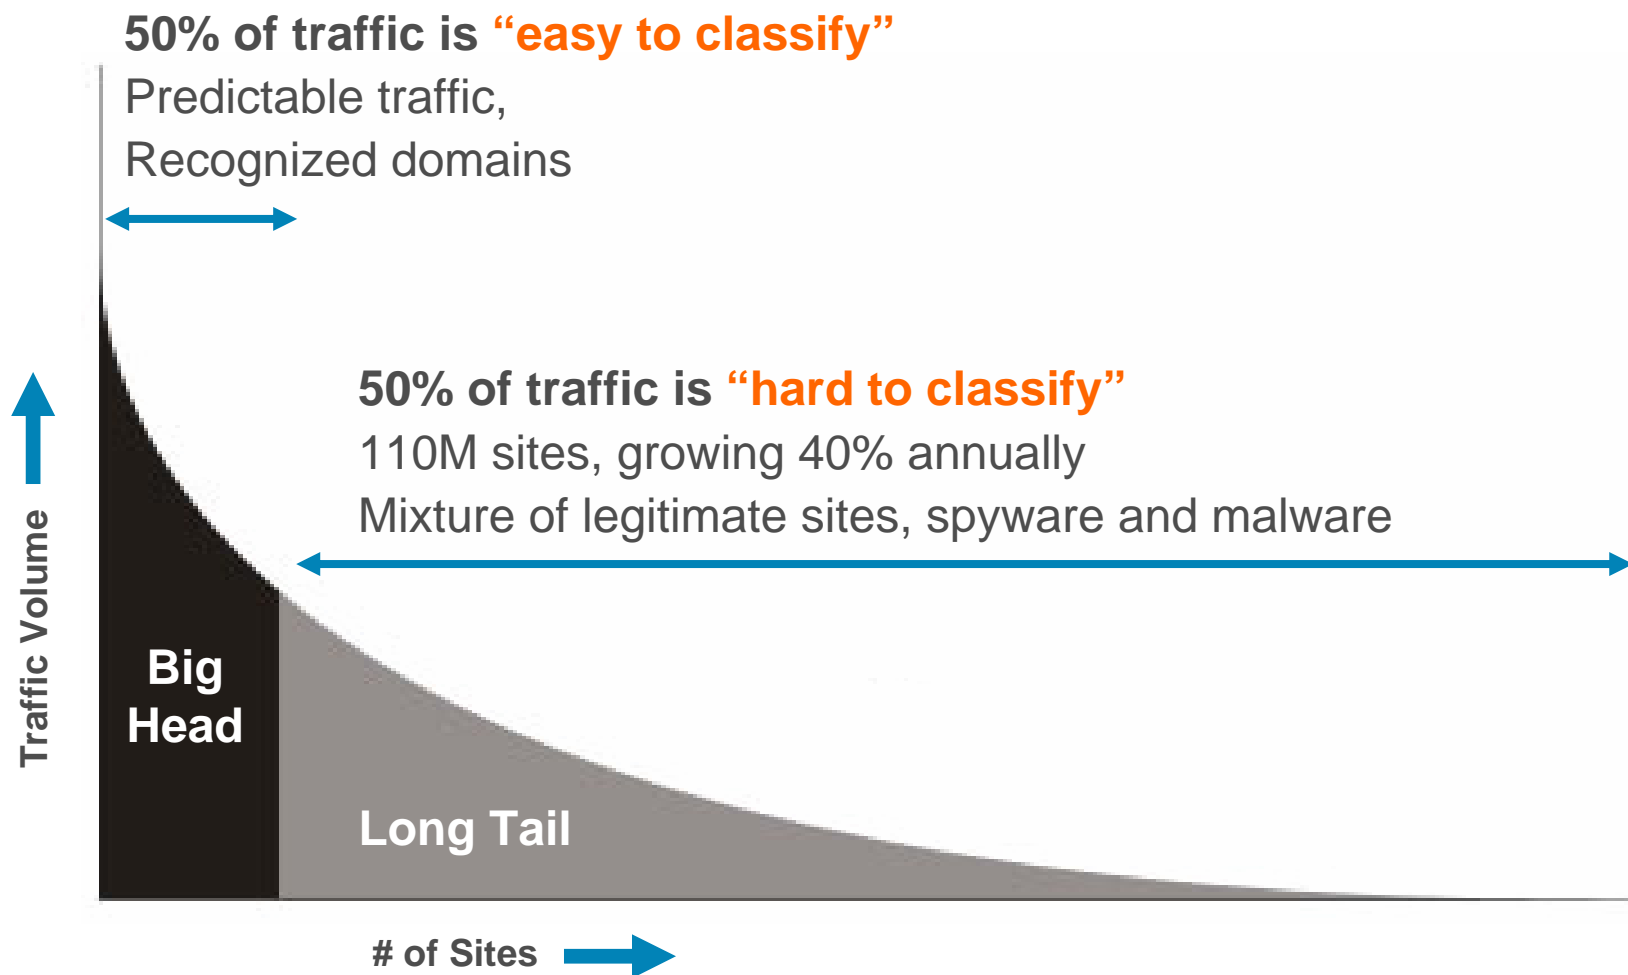 50% of traffic is “easy to classify”
Predictable traffic,
Recognized domains
50% of traffic is “hard to classify”
110M sites, growing 40% annually
Mixture of legitimate sites, spyware and malware
Traffic Volume
Big
Head
Long Tail
# of Sites